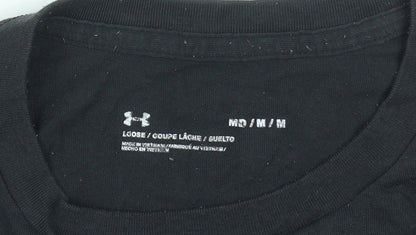 MD / M / M
LOOSE / COUPE LÂCHE / SUELTO
MADE IN VIETNAM / FABRIQUÉ AU VIETNAM /
HECHO EN VIETNAM